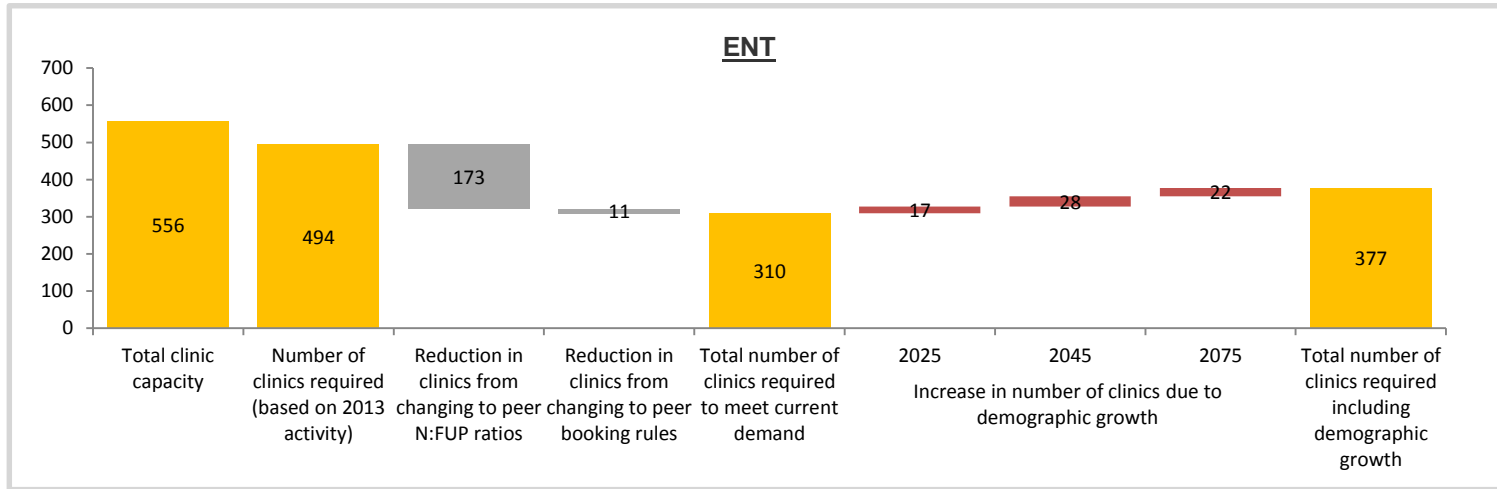 ENT
700
600
500
400
300
200
100
0
556
494
173
11
310
17
28
22
377
Total clinic
capacity
Number of
clinics required
(based on 2013
activity)
Reduction in
clinics from
changing to peer
N:FUP ratios
Reduction in
clinics from
changing to peer
booking rules
Total number of
clinics required
to meet current
demand
2025
2045
2075
Increase in number of clinics due to
demographic growth
Total number of
clinics required
including
demographic
growth